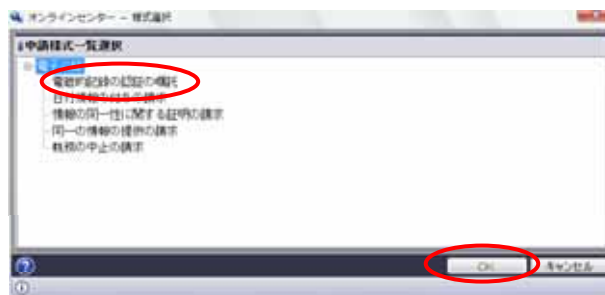 オンラインセンター - 様式選択
申請様式一覧選択
電子公証
電磁的記録の認証の嘱託
日付情報の付与の請求
情報の同一性に関する証明の請求
同一の情報の提供の請求
執務の中止の請求
OK
キャンセル